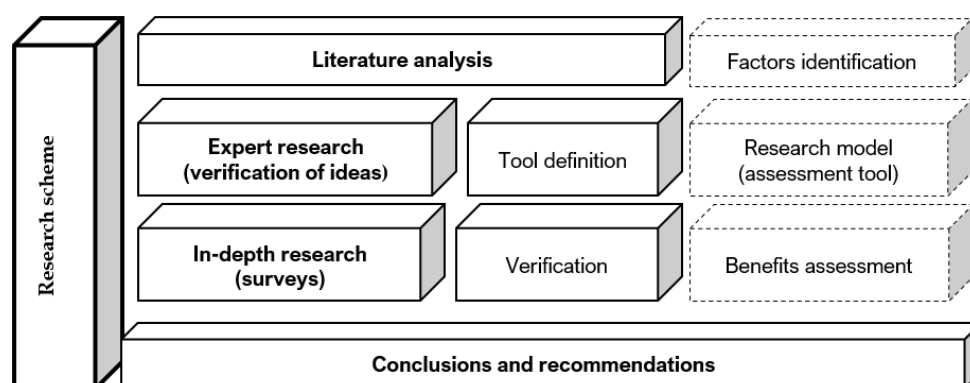 Research scheme
Literature analysis
Factors identification
Expert research
(verification of ideas)
Tool definition
Research model
(assessment tool)
In-depth research
(surveys)
Verification
Benefits assessment
Conclusions and recommendations